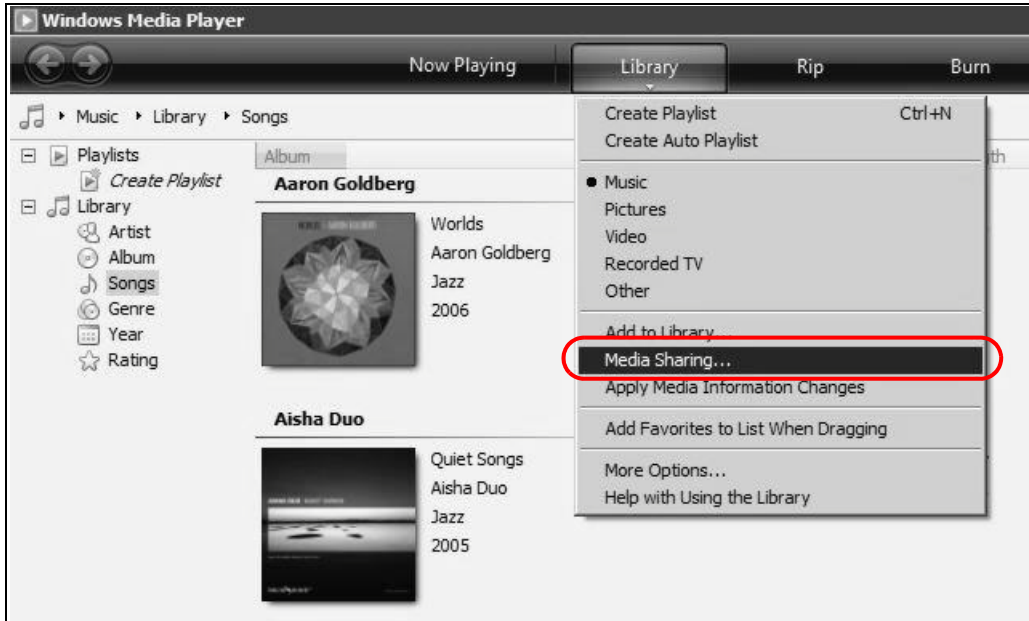 Windows Media Player
Now Playing Library Rip Burn
Music Library Songs
Playlists
Create Playlist
Library
Artist
Album
Songs
Genre
Year
Rating
Album
Aaron Goldberg
Worlds
Aaron Goldberg
Jazz
2006
Aisha Duo
Quiet Songs
Aisha Duo
Jazz
2005
Create Playlist Ctrl+N
Create Auto Playlist
Music
Pictures
Video
Recorded TV
Other
Add to Library...
Media Sharing...
Apply Media Information Changes
Add Favorites to List When Dragging
More Options...
Help with Using the Library
th